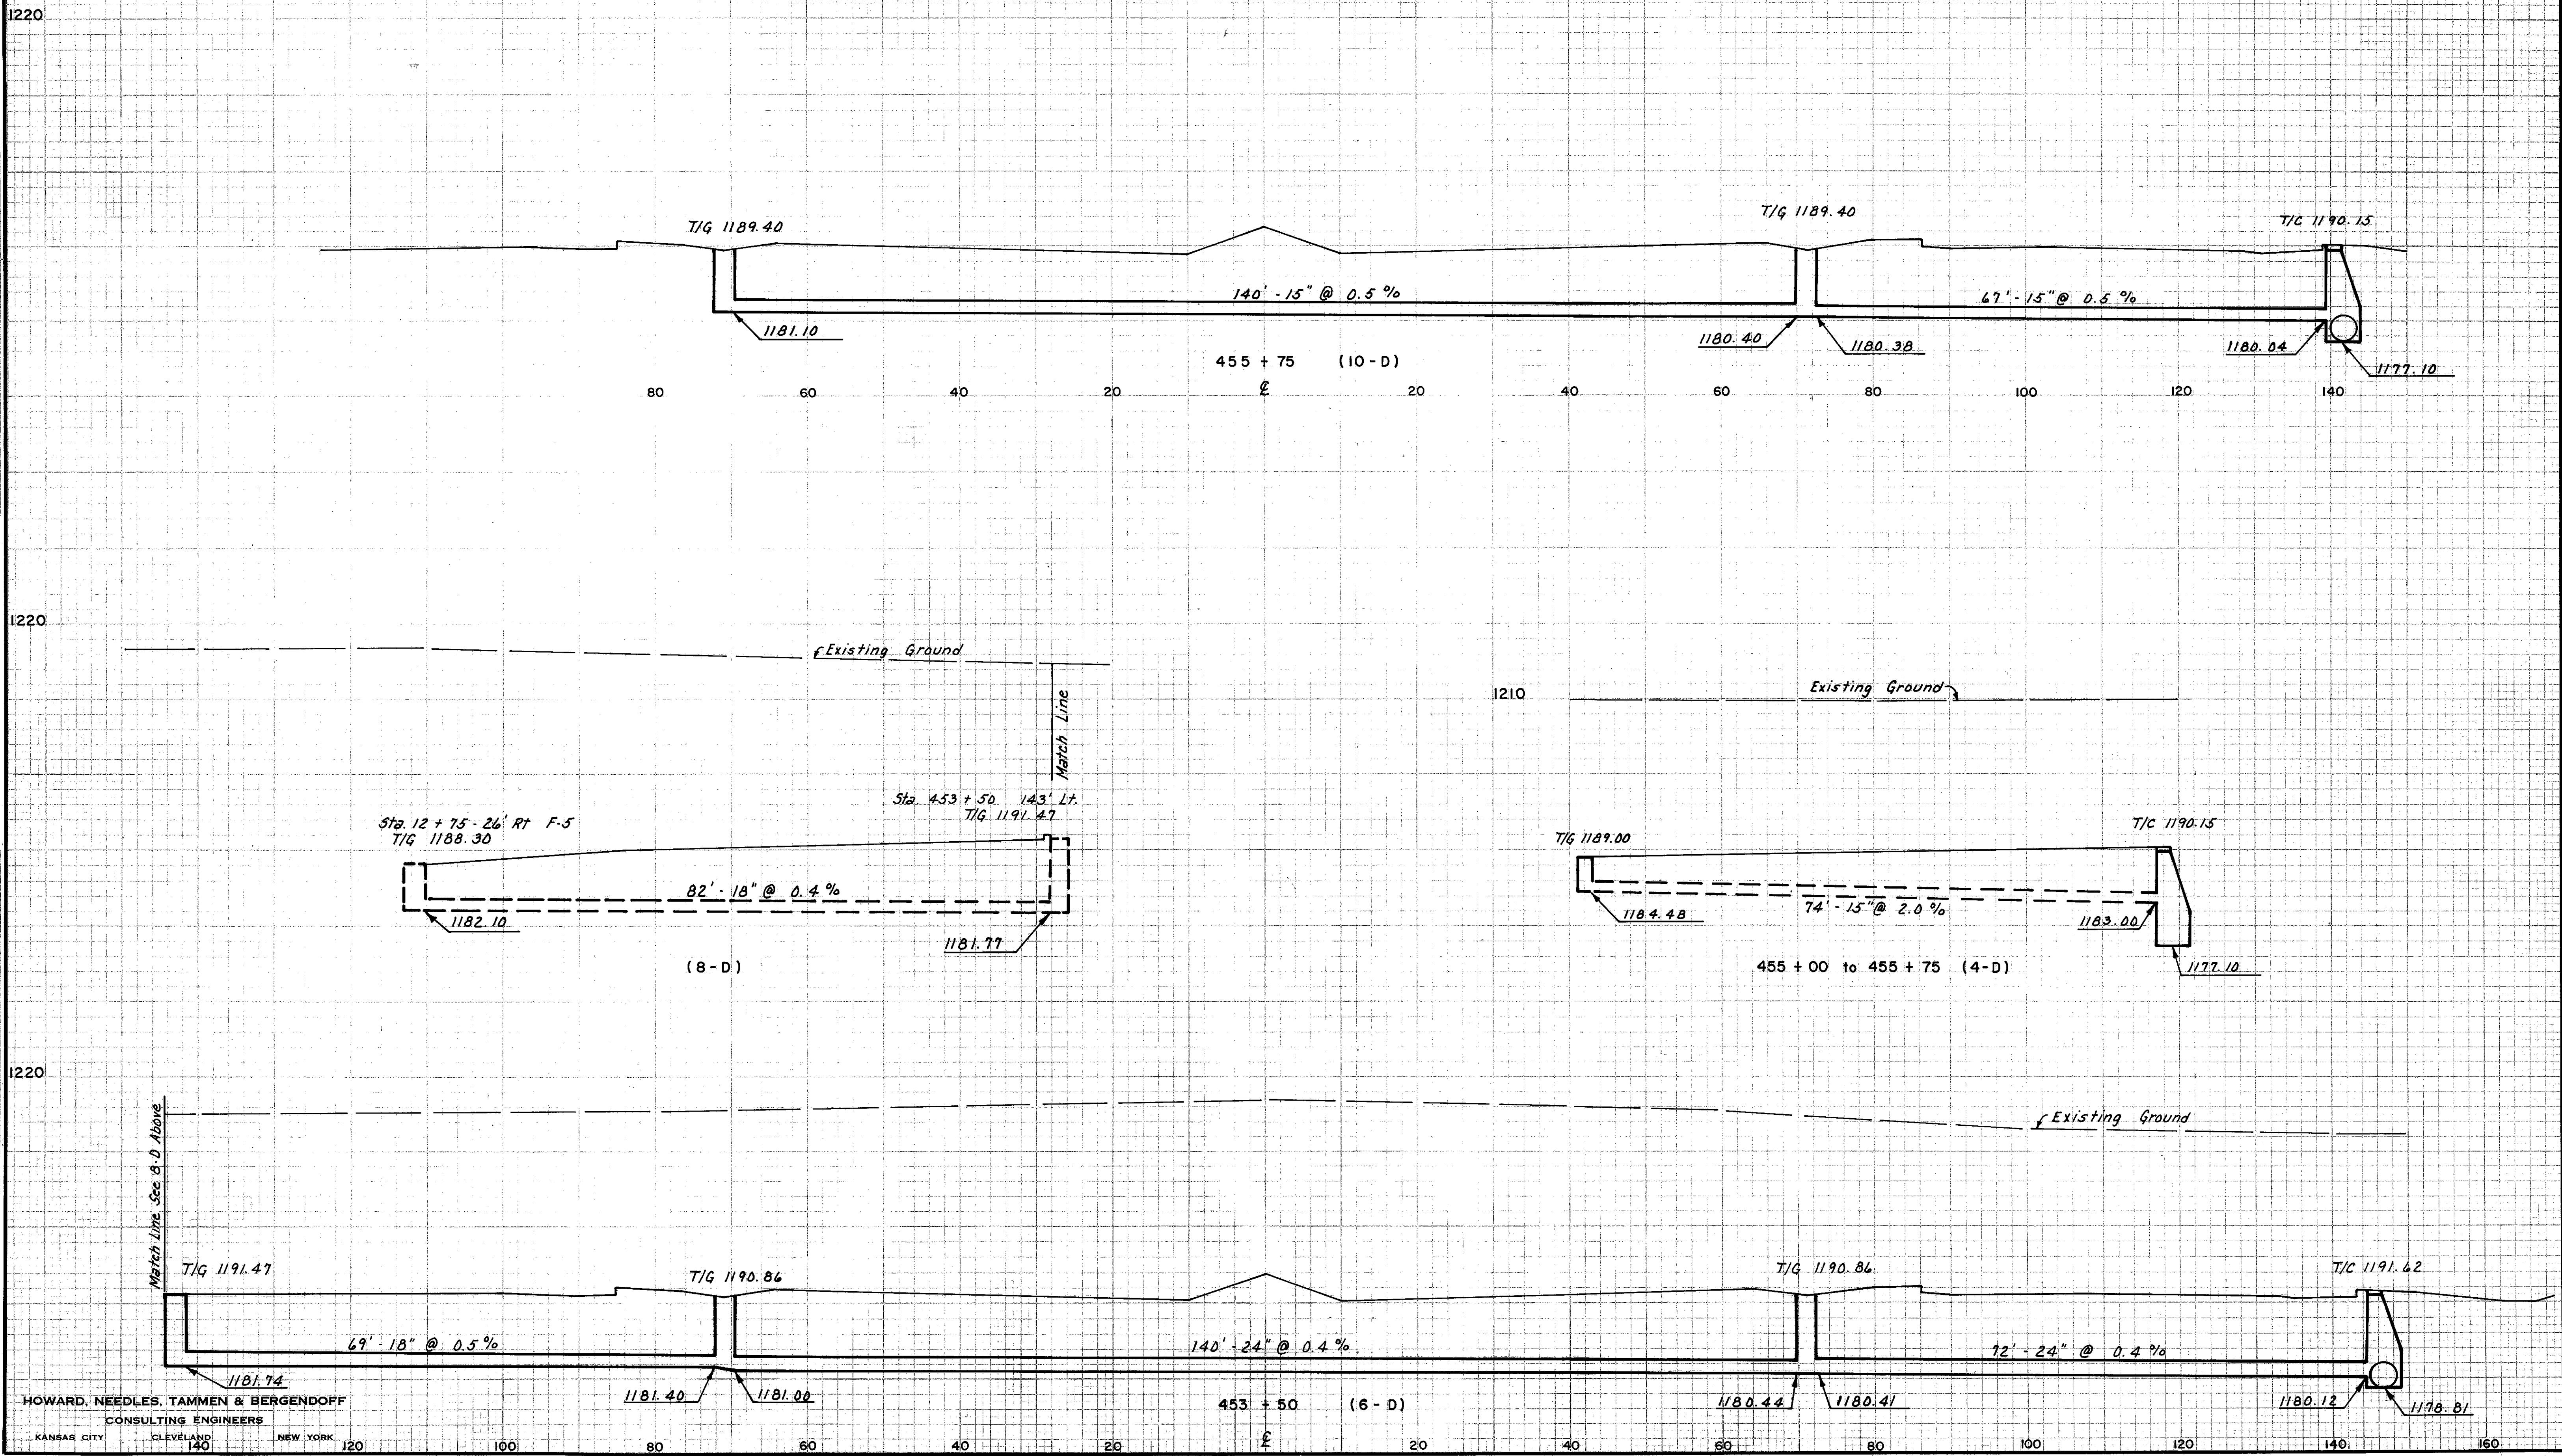 1220
T/G 1189.40
T/G 1189.40
T/C 1190.15
140' - 15" @ 0.5 %
67' - 15" @ 0.5 %
1181.10
1180.40
1180.38
1180.04
1177.10
455 + 75 (10 - D)
80 60 40 20 ℄ 20 40 60 80 100 120 140
1220
Existing Ground
1210
Existing Ground
Match Line
Sta. 453 + 50 143' Lt.
T/G 1191.47
Sta. 12 + 75 - 26' Rt F-5
T/G 1188.30
T/G 1189.00
T/C 1190.15
82' - 18" @ 0.4 %
1182.10
1181.77
74' - 15" @ 2.0 %
1184.48
1183.00
1177.10
(8 - D)
455 + 00 to 455 + 75 (4-D)
1220
Existing Ground
Match Line See 8-D Above
T/G 1191.47
T/G 1190.86
T/G 1190.86
T/C 1191.62
69' - 18" @ 0.5 %
140' - 24" @ 0.4 %
72' - 24" @ 0.4 %
1181.74
1181.40
1181.00
1180.44
1180.41
1180.12
1178.81
453 + 50 (6 - D)
HOWARD, NEEDLES, TAMMEN & BERGENDOFF
CONSULTING ENGINEERS
KANSAS CITY CLEVELAND NEW YORK
140 120 100 80 60 40 20 ℄ 20 40 60 80 100 120 140 160